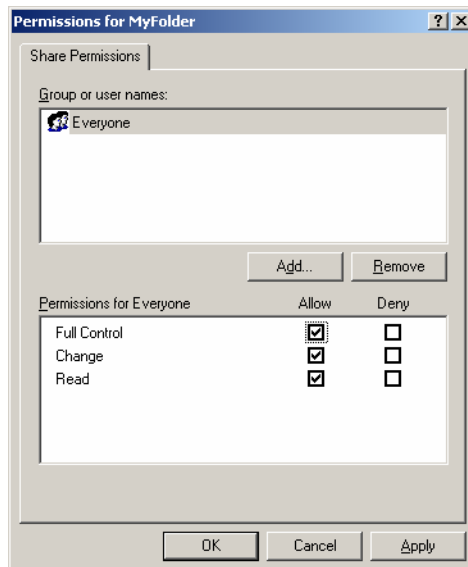 Permissions for MyFolder
Share Permissions
Group or user names:
Everyone
Add... Remove
Permissions for Everyone Allow Deny
Full Control
Change
Read
OK Cancel Apply